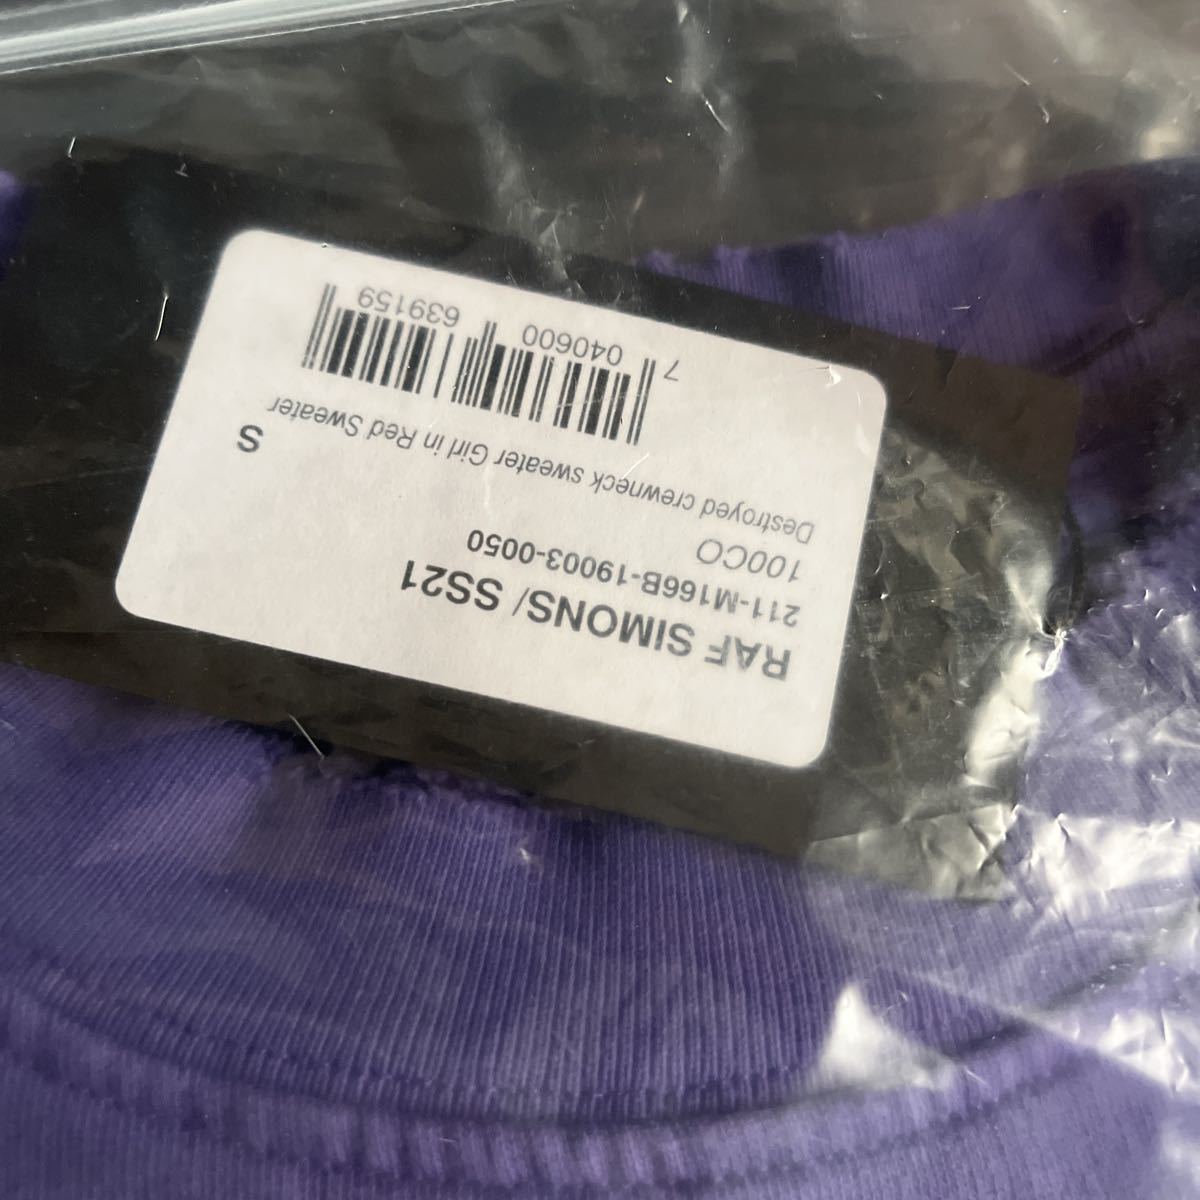 RAF SIMONS/ SS21
211-M166B-19003-0050
100CO
Destroyed crewneck sweater Girl in Red Sweater
S
7 040600 639159